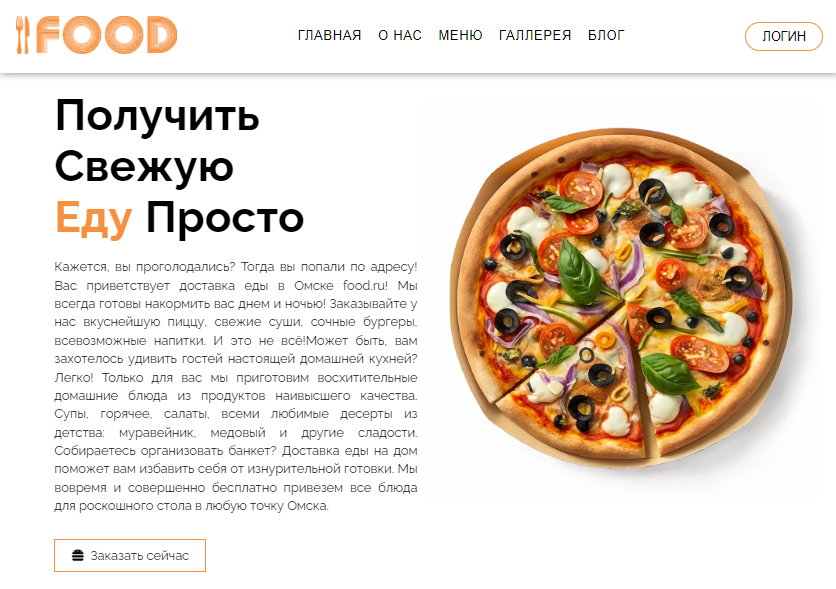 FOOD
ГЛАВНАЯ О НАС МЕНЮ ГАЛЛЕРЕЯ БЛОГ
ЛОГИН
Получить
Свежую
Еду Просто
Кажется, вы проголодались? Тогда вы попали по адресу!
Вас приветствует доставка еды в Омске food.ru! Мы
всегда готовы накормить вас днем и ночью! Заказывайте у
нас вкуснейшую пиццу, свежие суши, сочные бургеры,
всевозможные напитки. И это не всё!Может быть, вам
захотелось удивить гостей настоящей домашней кухней?
Легко! Только для вас мы приготовим восхитительные
домашние блюда из продуктов наивысшего качества.
Супы, горячее, салаты, всеми любимые десерты из
детства: муравейник, медовый и другие сладости.
Собираетесь организовать банкет? Доставка еды на дом
поможет вам избавить себя от изнурительной готовки. Мы
вовремя и совершенно бесплатно привезем все блюда
для роскошного стола в любую точку Омска.
Заказать сейчас